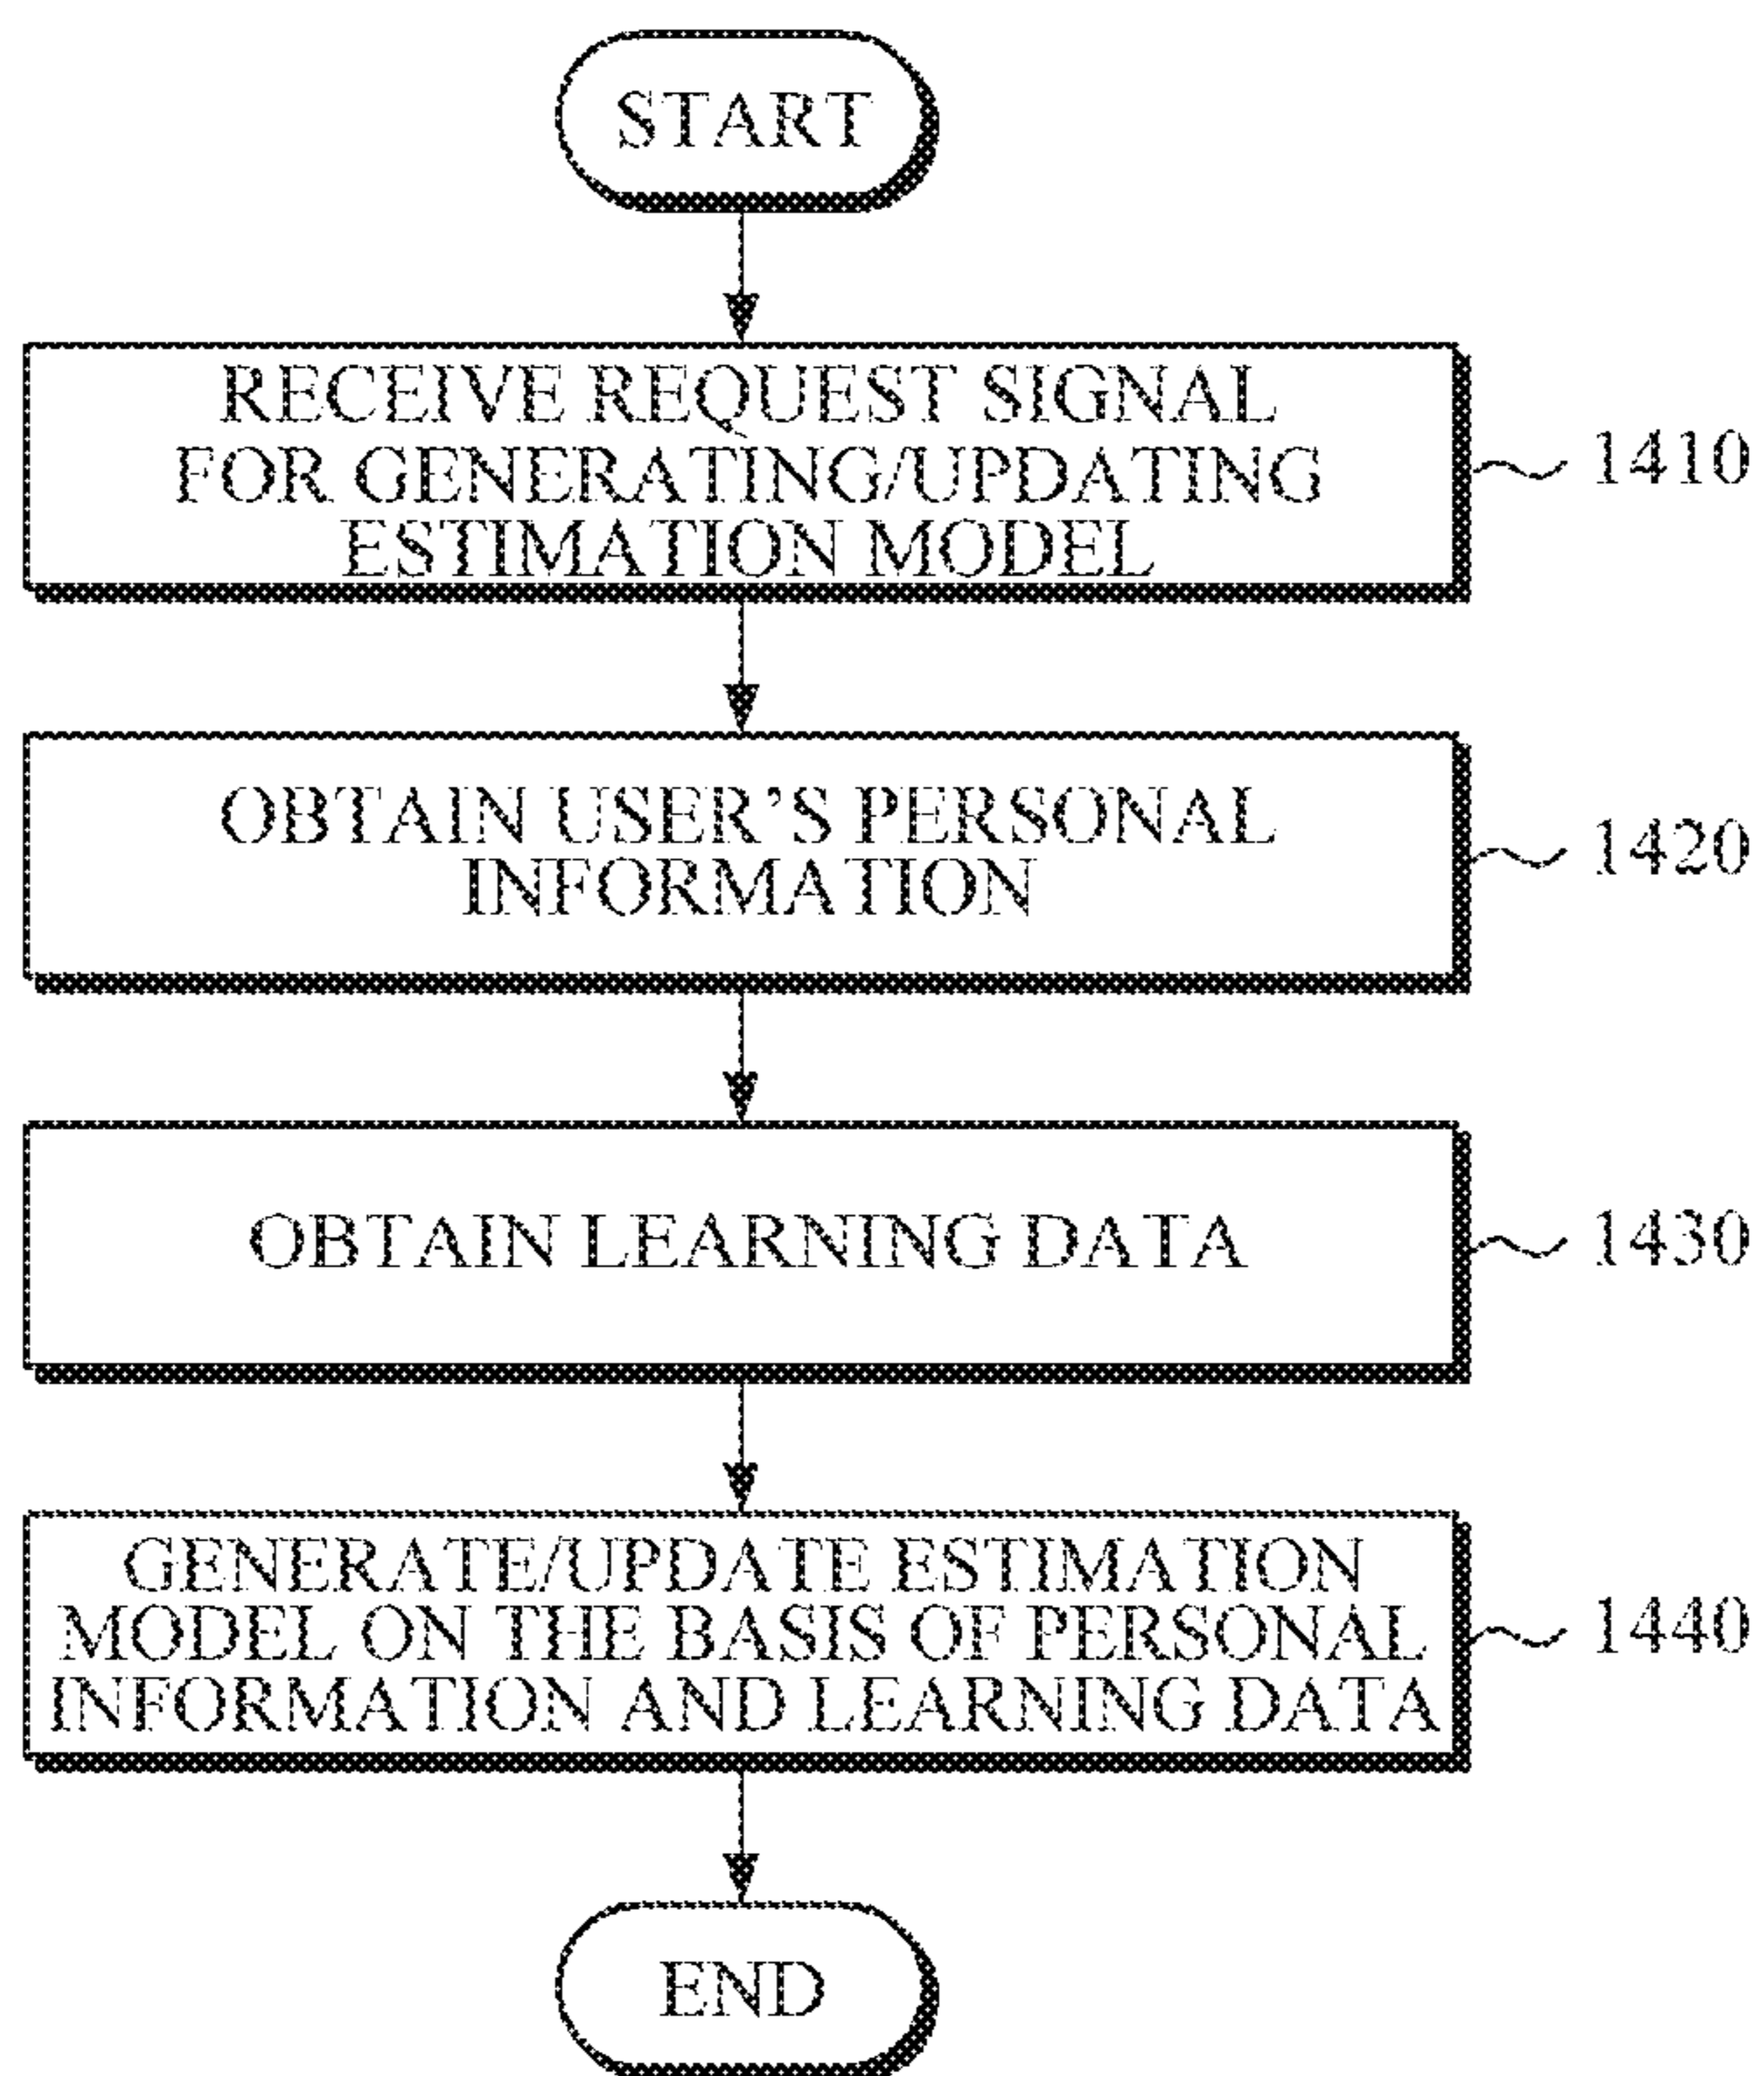 START
RECEIVE REQUEST SIGNAL
FOR GENERATING/UPDATING
ESTIMATION MODEL
1410
OBTAIN USER’S PERSONAL
INFORMATION
1420
OBTAIN LEARNING DATA
1430
GENERATE/UPDATE ESTIMATION
MODEL ON THE BASIS OF PERSONAL
INFORMATION AND LEARNING DATA
1440
END